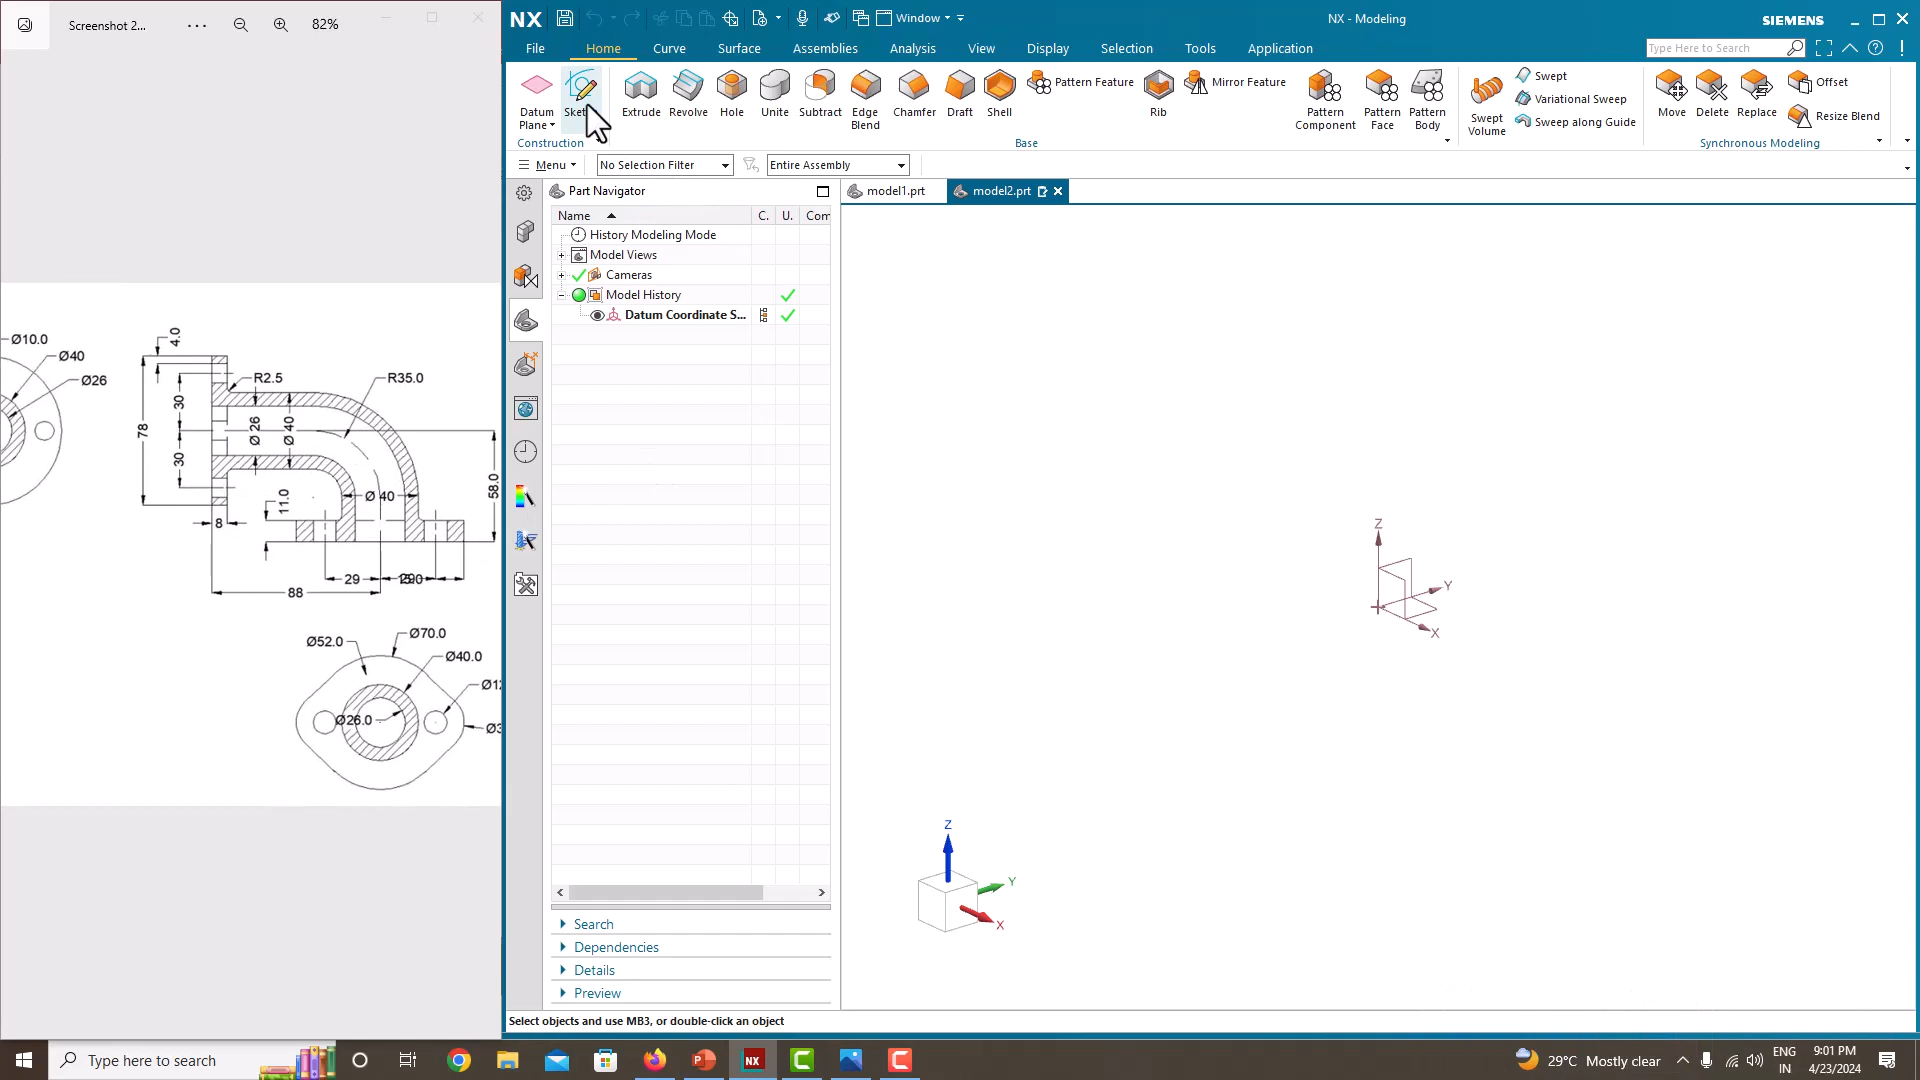 Screenshot 2...
82%
NX
Window
NX - Modeling
SIEMENS
File
Home
Curve
Surface
Assemblies
Analysis
View
Display
Selection
Tools
Application
Type Here to Search
Datum Plane
Extrude
Revolve
Hole
Unite
Subtract
Edge Blend
Chamfer
Draft
Shell
Pattern Feature
Rib
Mirror Feature
Pattern Component
Pattern Face
Pattern Body
Swept Volume
Swept
Variational Sweep
Sweep along Guide
Move
Delete
Replace
Offset
Resize Blend
Construction
Base
Synchronous Modeling
Menu
No Selection Filter
Entire Assembly
Part Navigator
model1.prt
model2.prt
Name
C.
U.
Com
History Modeling Mode
Model Views
Cameras
Model History
Datum Coordinate S...
Ø10.0
Ø40
Ø26
4.0
R2.5
R35.0
30
78
Ø 26
Ø 40
30
58.0
Ø 40
11.0
8
29
88
Ø52.0
Ø70.0
Ø40.0
Ø26.0
Z
Y
X
Z
Y
X
Search
Dependencies
Details
Preview
Select objects and use MB3, or double-click an object
Type here to search
NX
29°C Mostly clear
ENG
IN
9:01 PM
4/23/2024